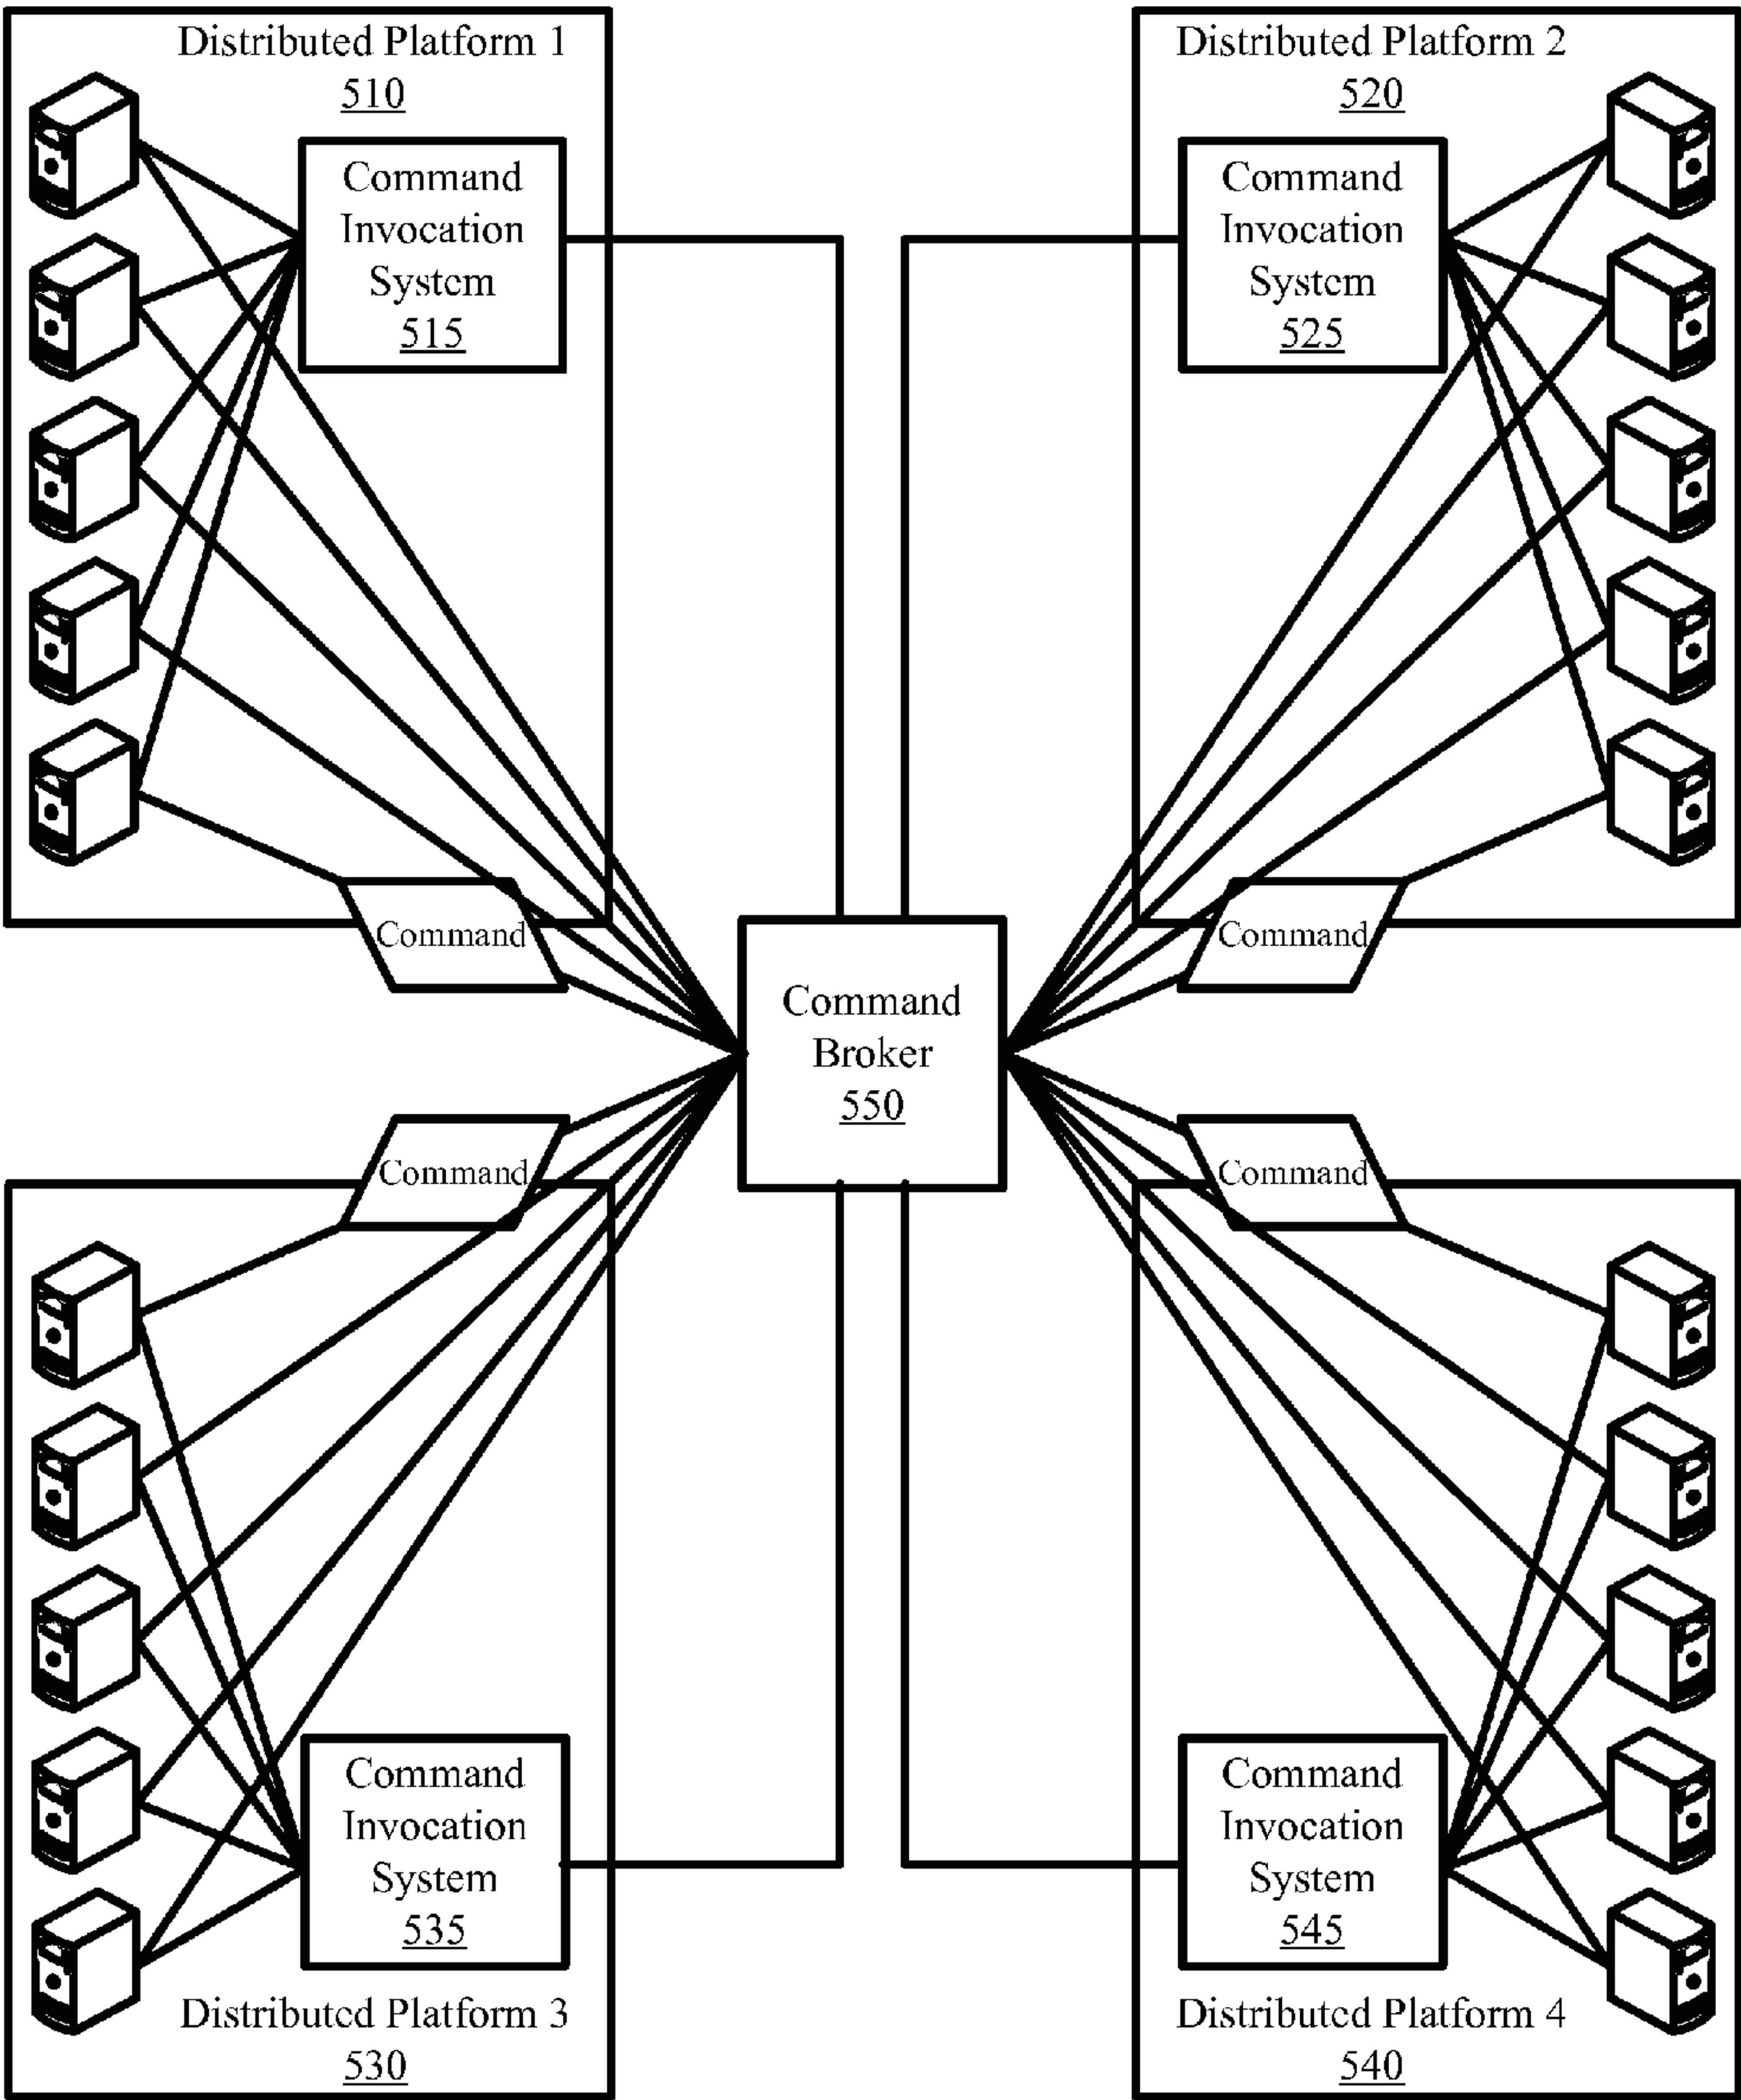 Distributed Platform 1
510
Command
Invocation
System
515
Distributed Platform 2
520
Command
Invocation
System
525
Command
Command
Command
Broker
550
Command
Command
Command
Invocation
System
535
Distributed Platform 3
530
Command
Invocation
System
545
Distributed Platform 4
540